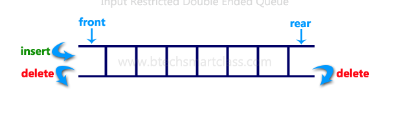 Input Restricted Double Ended Queue
front rear
insert
www.btechsmartclass.com
delete delete